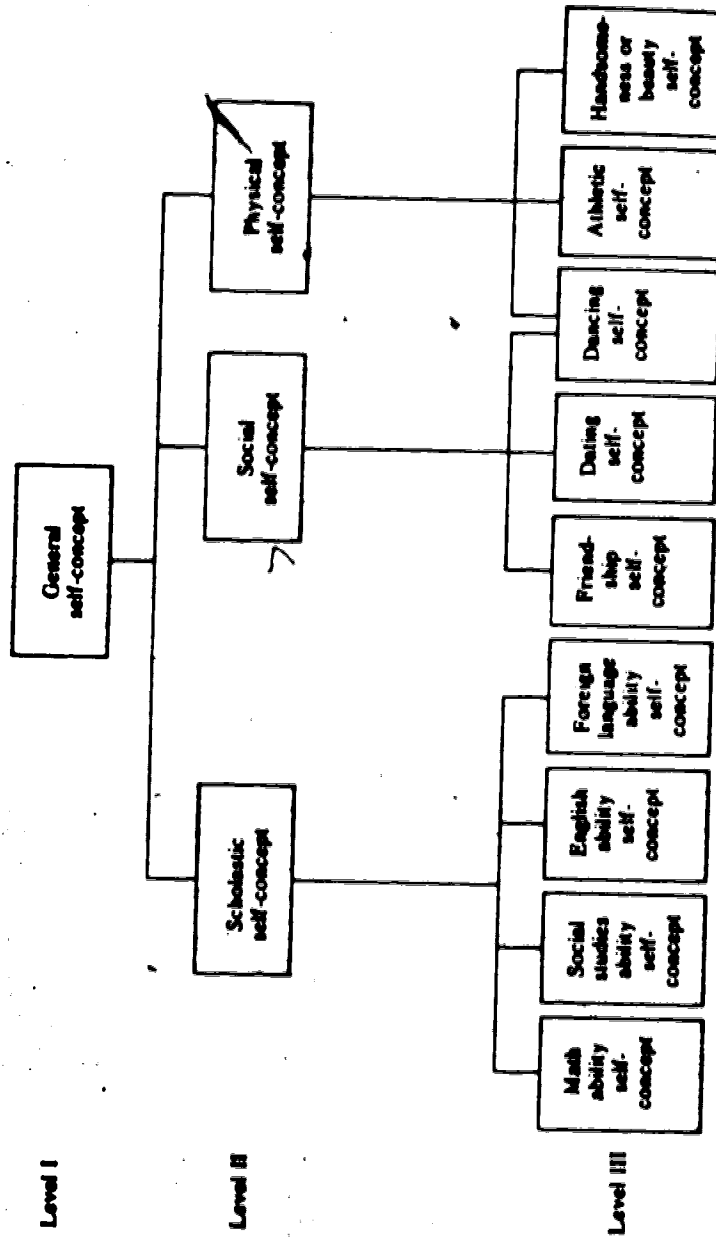 Level I
General
self-concept
Level II
Scholastic
self-concept
Social
self-concept
Physical
self-concept
Level III
Math
ability
self-
concept
Social
studies
ability
self-
concept
English
ability
self-
concept
Foreign
language
ability
self-
concept
Friend-
ship
self-
concept
Dating
self-
concept
Dancing
self-
concept
Athletic
self-
concept
Handsome-
ness or
beauty
self-
concept